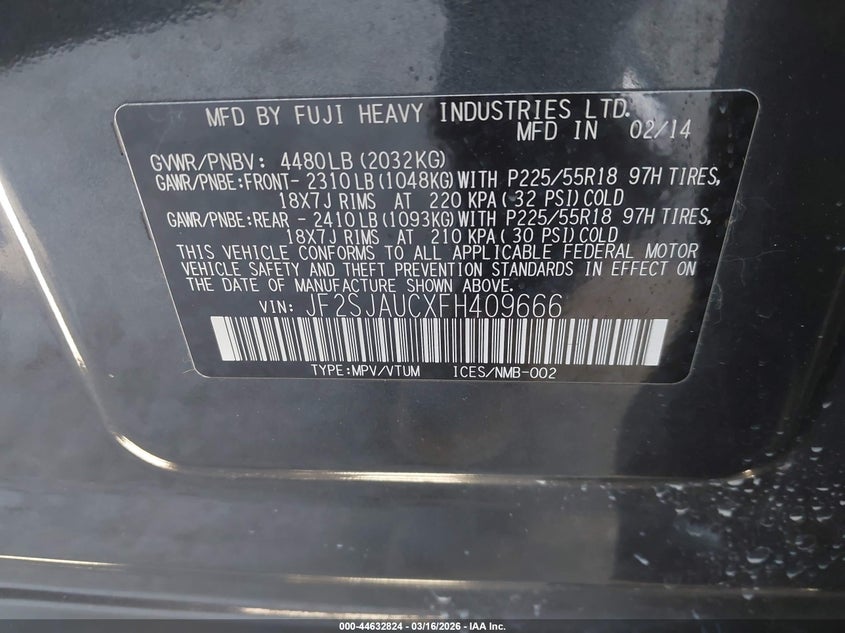 MFD BY FUJI HEAVY INDUSTRIES LTD.
MFD IN 02/14
GVWR/PNBV: 4480LB(2032KG)
GAWR/PNBE:FRONT- 2310LB(1048KG)WITH P225/55R18 97H TIRES,
18X7J RIMS AT 220 KPA( 32 PSI)COLD
GAWR/PNBE:REAR - 2410LB(1093KG)WITH P225/55R18 97H TIRES,
18X7J RIMS AT 210 KPA( 30 PSI)COLD
THIS VEHICLE CONFORMS TO ALL APPLICABLE FEDERAL MOTOR
VEHICLE SAFETY AND THEFT PREVENTION STANDARDS IN EFFECT ON
THE DATE OF MANUFACTURE SHOWN ABOVE.
VIN: JF2SJAUCXFH409666
TYPE:MPV/VTUM ICES/NMB-002
000-44632824 - 03/16/2026 - IAA Inc.